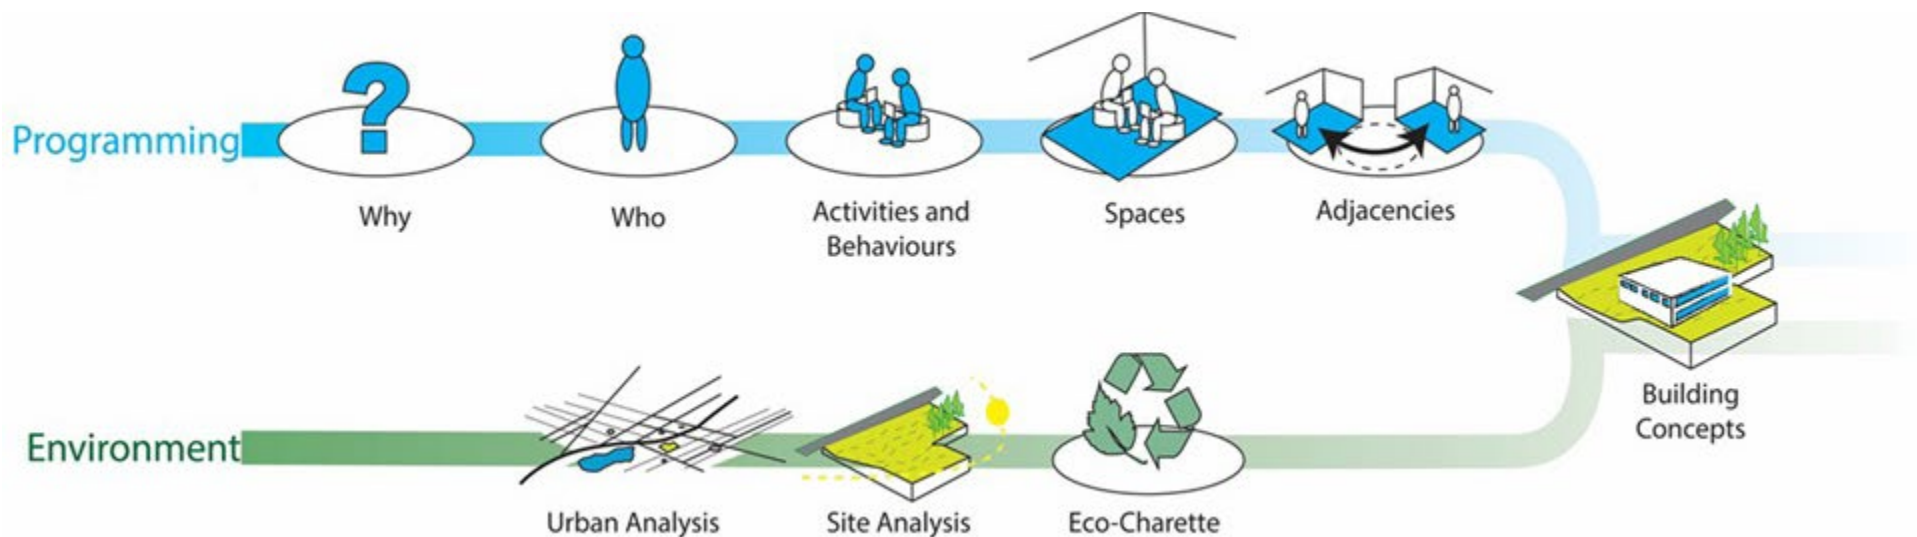 Programming
Why
Who
Activities and
Behaviours
Spaces
Adjacencies
Building
Concepts
Environment
Urban Analysis
Site Analysis
Eco-Charette